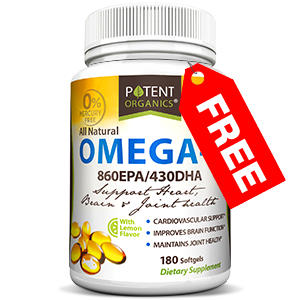 POTENT
ORGANICS®
0%
MERCURY
FREE
All Natural
OMEGA
860EPA/430DHA
Support Heart,
Brain & Joint health
With
Lemon
Flavor
• CARDIOVASCULAR SUPPORT
• IMPROVES BRAIN FUNCTION
• MAINTAINS JOINT HEALTH
180 Softgels
Dietary Supplement
FREE